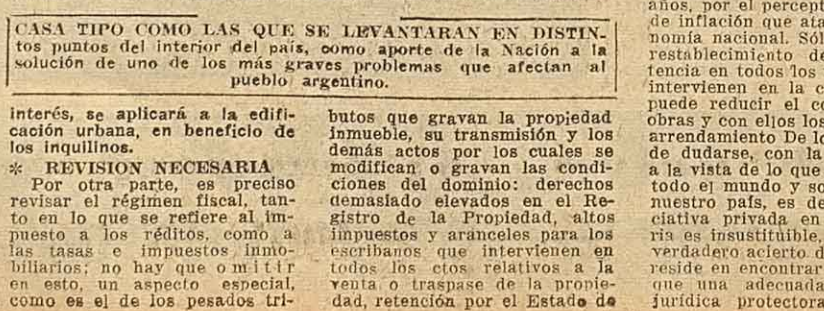 CASA TIPO COMO LAS QUE SE LEVANTARAN EN DISTIN-
tos puntos del interior del país, como aporte de la Nación a la
solución de uno de los más graves problemas que afectan al
pueblo argentino.
interés, se aplicará a la edifi-
cación urbana, en beneficio de
los inquilinos.
* REVISION NECESARIA
Por otra parte, es preciso
revisar el régimen fiscal, tan-
to en lo que se refiere al im-
puesto a los réditos, como a
las tasas e impuestos inmo-
biliarios; no hay que omitir
en esto, un aspecto especial,
como es el de los pesados tri-
butos que gravan la propiedad
inmueble, su transmisión y los
demás actos por los cuales se
modifican o gravan las condi-
ciones del dominio: derechos
demasiado elevados en el Re-
gistro de la Propiedad, altos
impuestos y aranceles para los
escribanos que intervienen en
todos los ctos relativos a la
venta o traspase de la propie-
dad, retención por el Estado de
años, por el percept
de inflación que ata
nomía nacional. Sól
restablecimiento de
tencia en todos los
intervienen en la c
puede reducir el co
obras y con ellos los
arrendamiento De lo
de dudarse, con la
a la vista de lo que
todo el mundo y so
nuestro país, es de
ciativa privada en
ria es insustituible,
verdadero acierto d
reside en encontrar
que una adecuada
jurídica protectora